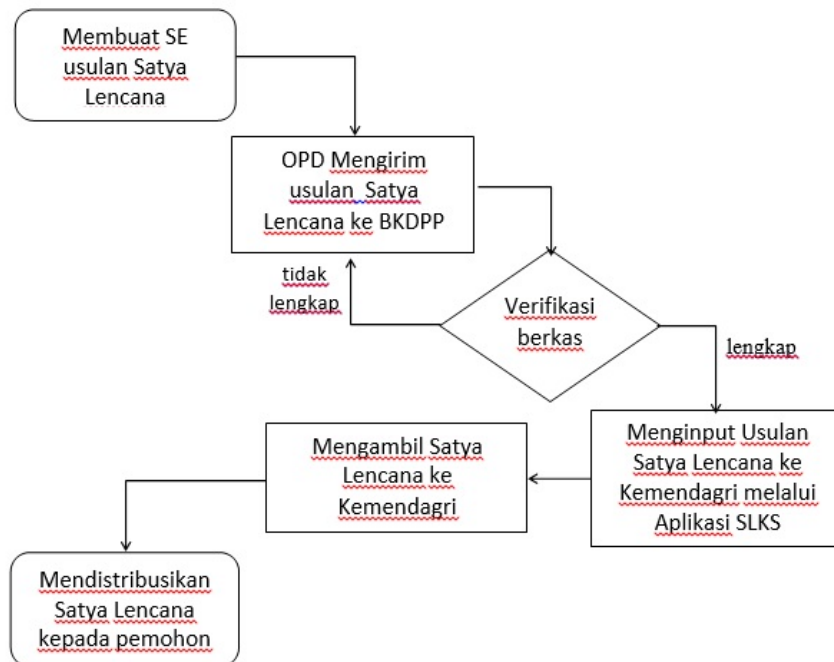 Membuat SE
usulan Satya
Lencana
OPD Mengirim
usulan Satya
Lencana ke BKDPP
tidak
lengkap
Verifikasi
berkas
lengkap
Menginput Usulan
Satya Lencana ke
Kemendagri melalui
Aplikasi SLKS
Mengambil Satya
Lencana ke
Kemendagri
Mendistribusikan
Satya Lencana
kepada pemohon